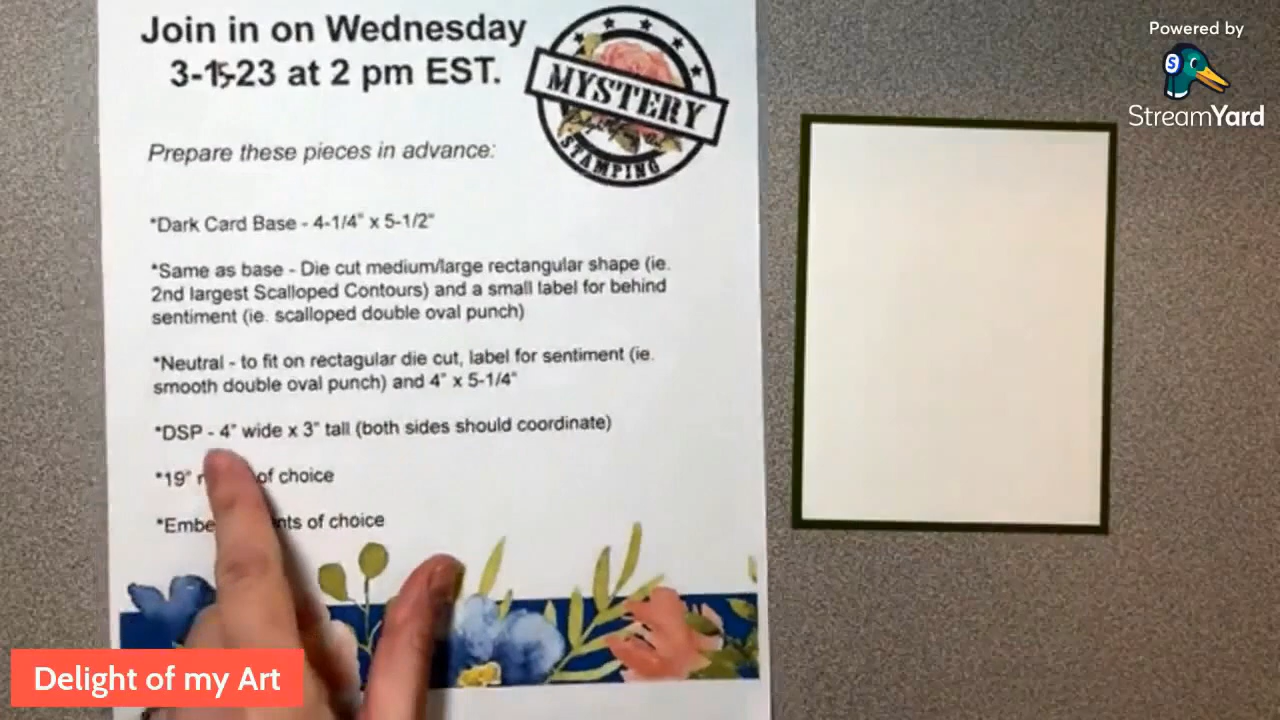 Join in on Wednesday
3-15-23 at 2 pm EST.
MYSTERY
STAMPING
Prepare these pieces in advance:
*Dark Card Base - 4-1/4" x 5-1/2"
*Same as base - Die cut medium/large rectangular shape (ie.
2nd largest Scalloped Contours) and a small label for behind
sentiment (ie. scalloped double oval punch)
*Neutral - to fit on rectagular die cut, label for sentiment (ie.
smooth double oval punch) and 4" x 5-1/4"
*DSP - 4" wide x 3" tall (both sides should coordinate)
*19" of choice
of choice
Powered by
StreamYard
Delight of my Art